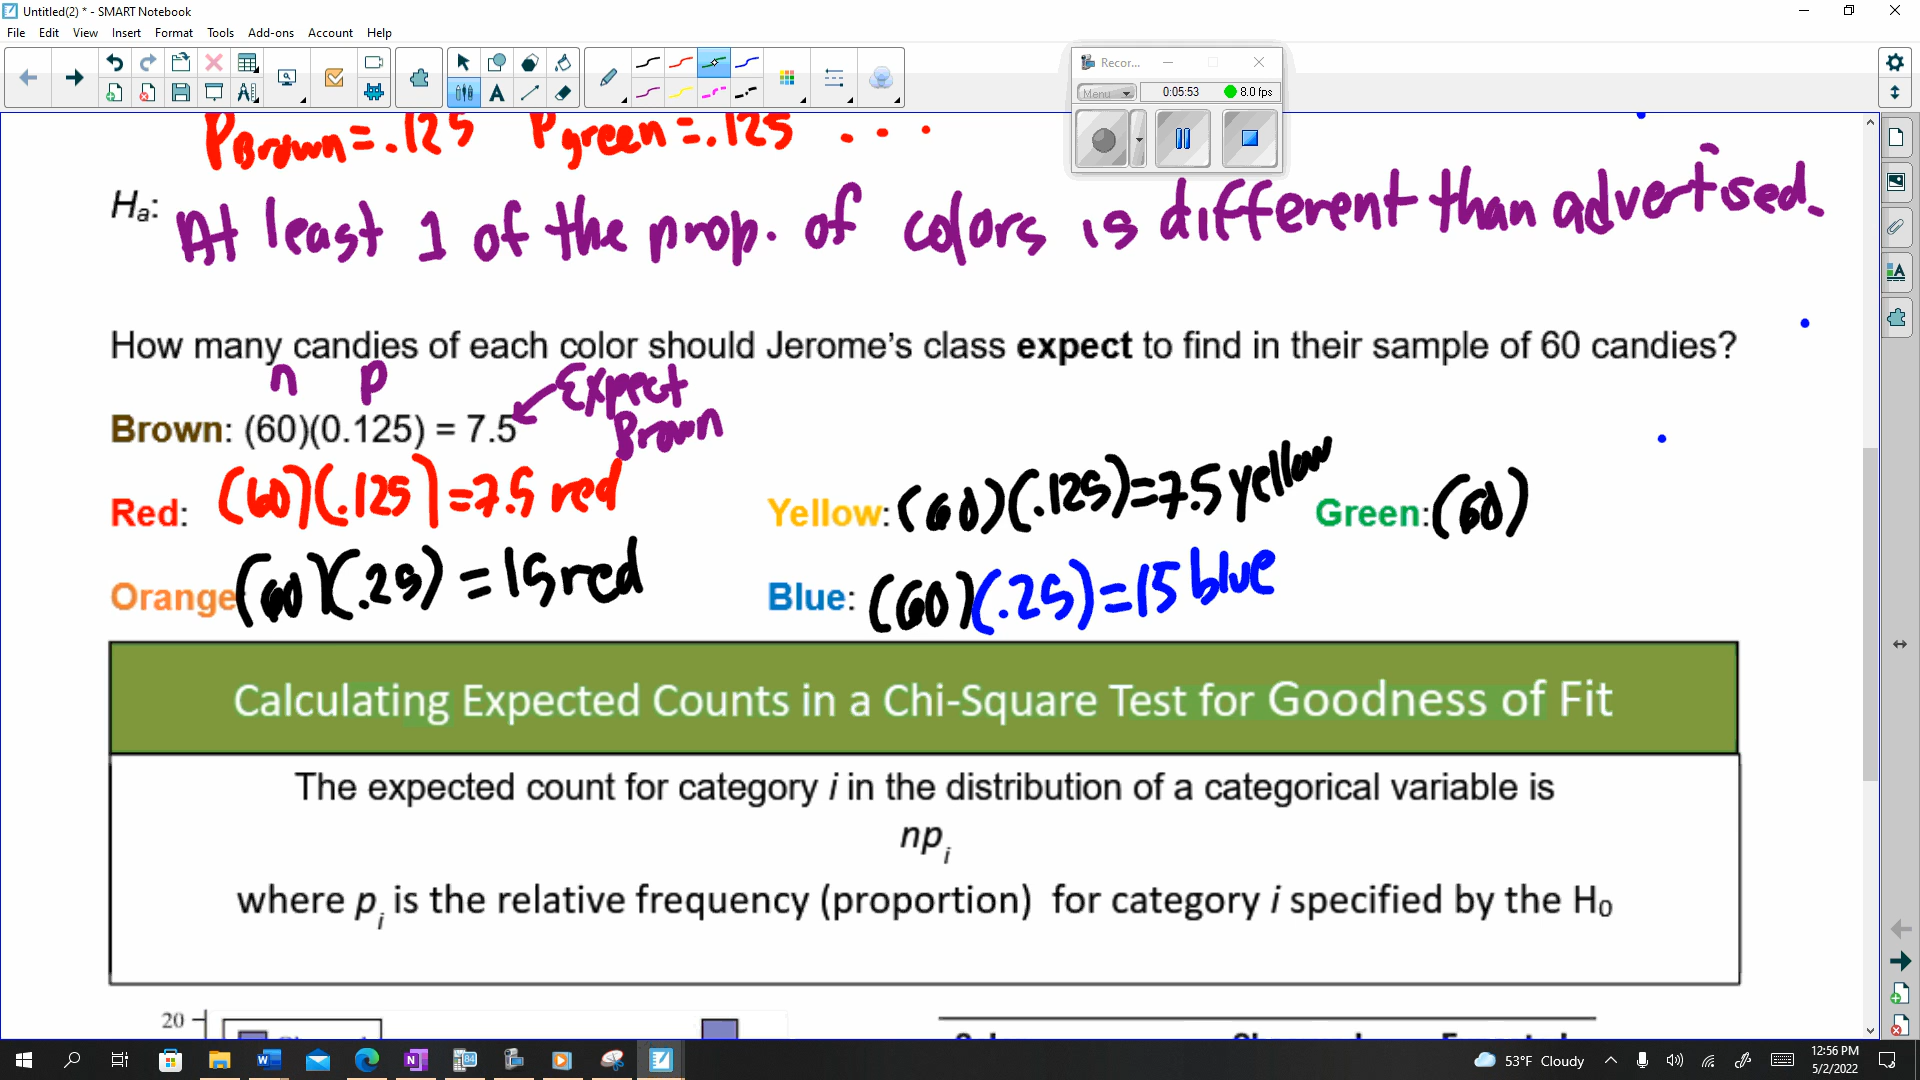 Untitled(2) * - SMART Notebook
File Edit View Insert Format Tools Add-ons Account Help
Recor...
Menu 0:05:53 8.0 fps
PBrown = .125 Pgreen = .125 . . .
Ha: At least 1 of the prop. of colors is different than advertised.
How many candies of each color should Jerome's class expect to find in their sample of 60 candies?
n p Expect
Brown: (60)(0.125) = 7.5 Brown
Red: (60)(.125) = 7.5 red Yellow: (60)(.125) = 7.5 yellow Green: (60)
Orange (60)(.25) = 15 red Blue: (60)(.25) = 15 blue
Calculating Expected Counts in a Chi-Square Test for Goodness of Fit
The expected count for category i in the distribution of a categorical variable is
npi
where pi is the relative frequency (proportion) for category i specified by the H0
20
53°F Cloudy
12:56 PM
5/2/2022